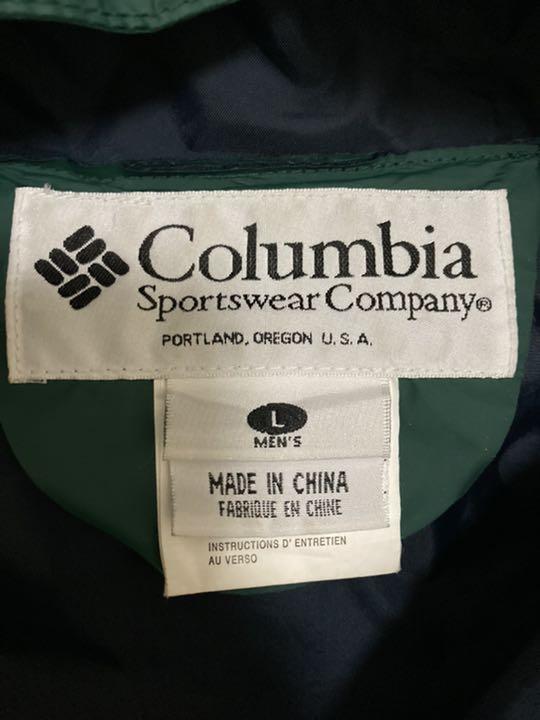 Columbia
Sportswear Company®
PORTLAND, OREGON U.S.A.
L
MEN'S
MADE IN CHINA
FABRIQUE EN CHINE
INSTRUCTIONS D' ENTRETIEN
AU VERSO